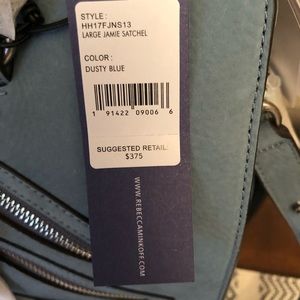 STYLE :
HH17FJNS13
LARGE JAMIE SATCHEL
COLOR :
DUSTY BLUE
1 91422 09006 6
SUGGESTED RETAIL:
$375
WWW.REBECCAMINKOFF.COM